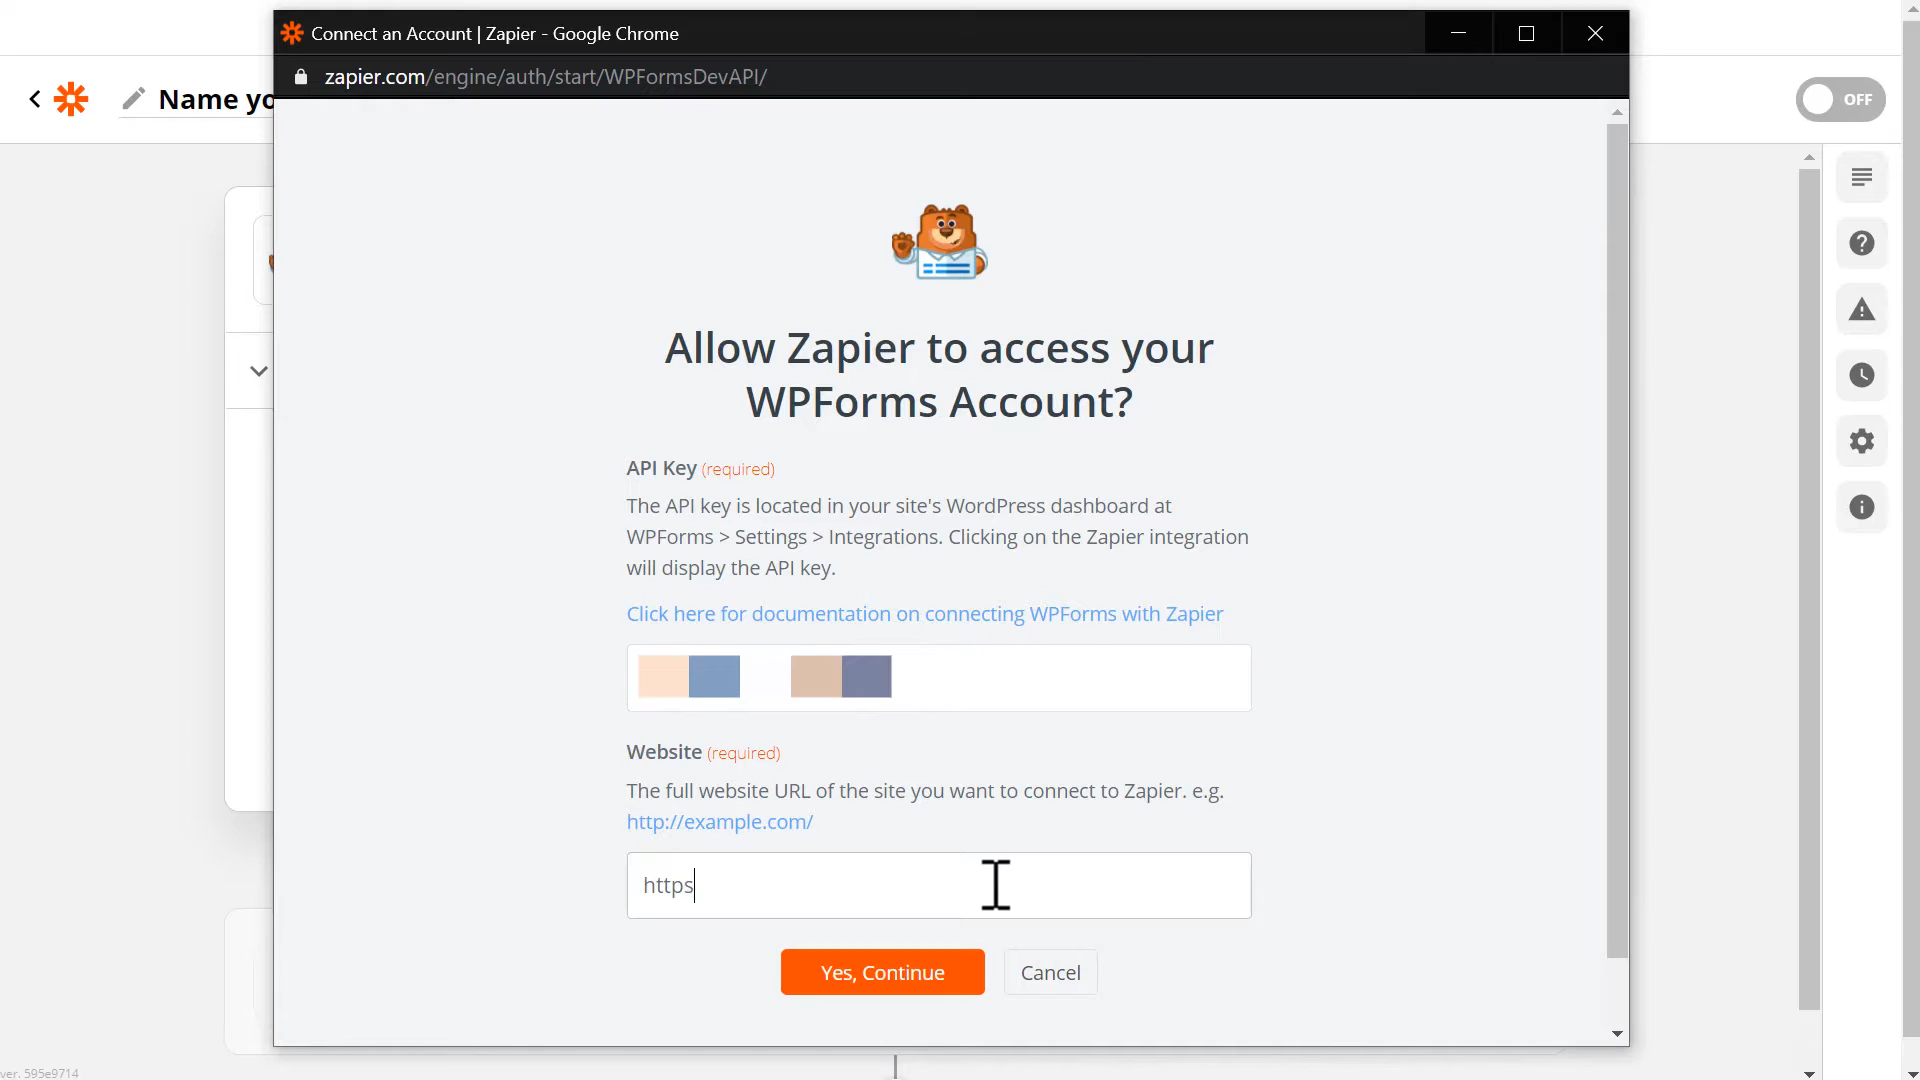 Connect an Account | Zapier - Google Chrome
zapier.com/engine/auth/start/WPFormsDevAPI/
Name yo
OFF
Allow Zapier to access your
WPForms Account?
API Key (required)
The API key is located in your site's WordPress dashboard at
WPForms > Settings > Integrations. Clicking on the Zapier integration
will display the API key.
Click here for documentation on connecting WPForms with Zapier
Website (required)
The full website URL of the site you want to connect to Zapier. e.g.
http://example.com/
https
Yes, Continue
Cancel
ver. 595e9714